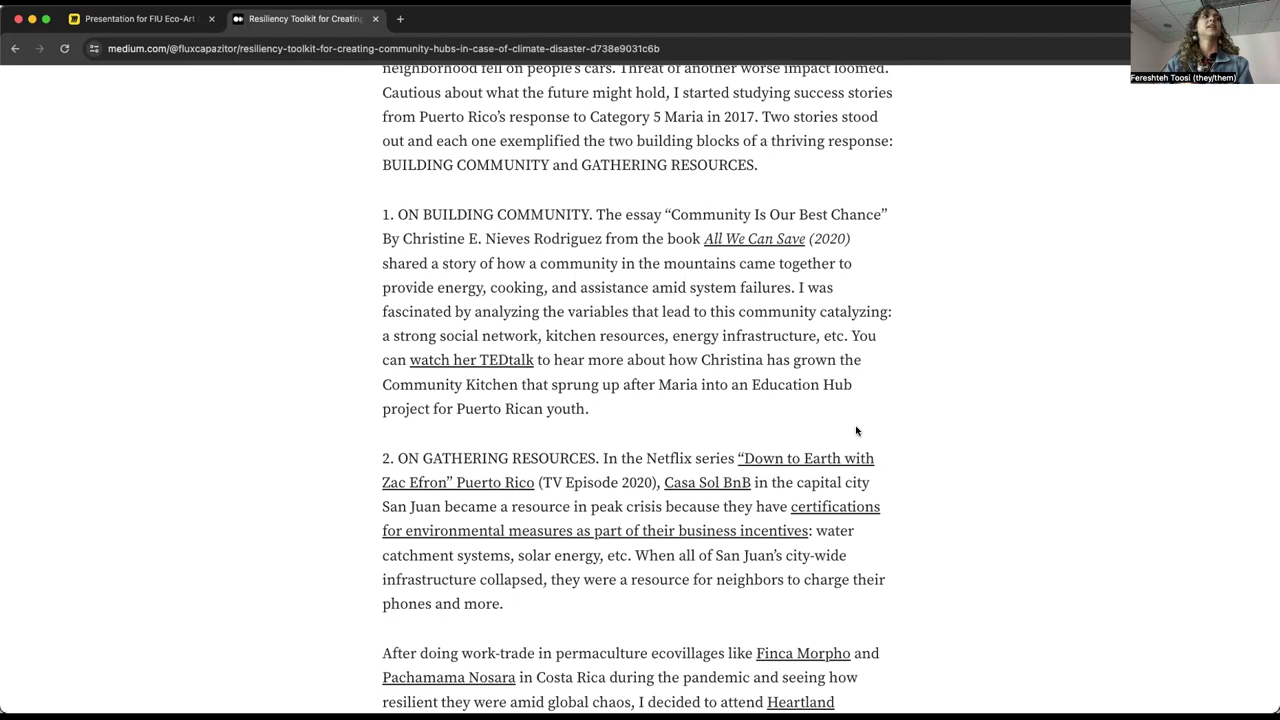 Presentation for FIU Eco-Art
Resiliency Toolkit for Creating
medium.com/@fluxcapazitor/resiliency-toolkit-for-creating-community-hubs-in-case-of-climate-disaster-d738e9031c6b
Fereshteh Toosi (they/them)
neighborhood fell on people's cars. Threat of another worse impact loomed.
Cautious about what the future might hold, I started studying success stories
from Puerto Rico's response to Category 5 Maria in 2017. Two stories stood
out and each one exemplified the two building blocks of a thriving response:
BUILDING COMMUNITY and GATHERING RESOURCES.
1. ON BUILDING COMMUNITY. The essay “Community Is Our Best Chance”
By Christine E. Nieves Rodriguez from the book All We Can Save (2020)
shared a story of how a community in the mountains came together to
provide energy, cooking, and assistance amid system failures. I was
fascinated by analyzing the variables that lead to this community catalyzing:
a strong social network, kitchen resources, energy infrastructure, etc. You
can watch her TEDtalk to hear more about how Christina has grown the
Community Kitchen that sprung up after Maria into an Education Hub
project for Puerto Rican youth.
2. ON GATHERING RESOURCES. In the Netflix series “Down to Earth with
Zac Efron” Puerto Rico (TV Episode 2020), Casa Sol BnB in the capital city
San Juan became a resource in peak crisis because they have certifications
for environmental measures as part of their business incentives: water
catchment systems, solar energy, etc. When all of San Juan's city-wide
infrastructure collapsed, they were a resource for neighbors to charge their
phones and more.
After doing work-trade in permaculture ecovillages like Finca Morpho and
Pachamama Nosara in Costa Rica during the pandemic and seeing how
resilient they were amid global chaos, I decided to attend Heartland